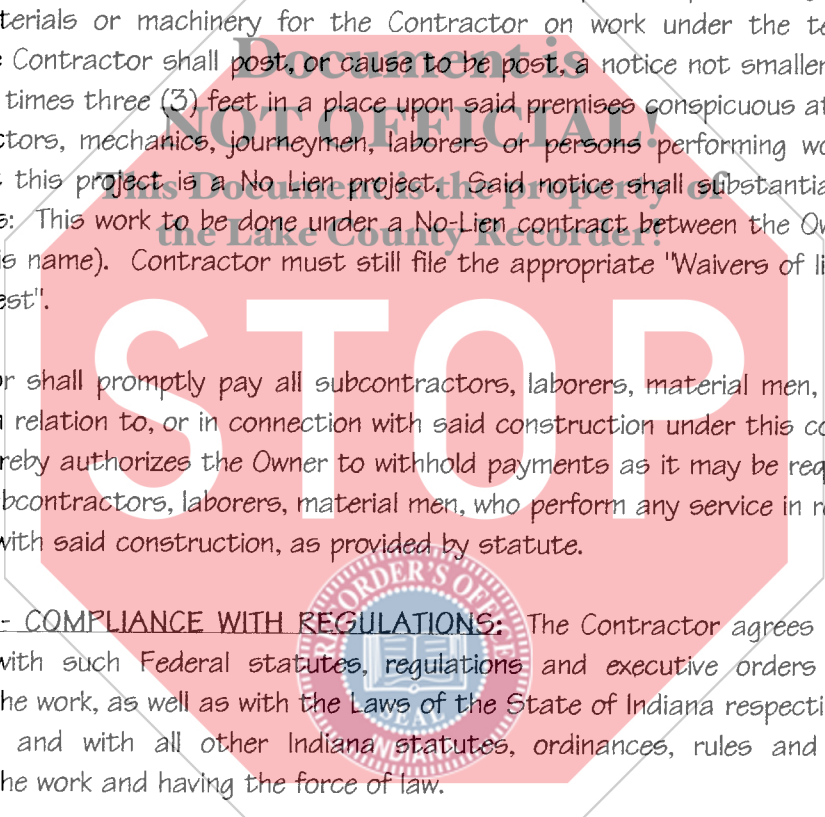 terials or machinery for the Contractor on work under the te
Contractor shall post, or cause to be post, a notice not smaller
times three (3) feet in a place upon said premises conspicuous at
ctors, mechanics, journeymen, laborers or persons performing wo
this project is a No Lien project. Said notice shall substantia
s: This work to be done under a No-Lien contract between the Ow
is name). Contractor must still file the appropriate "Waivers of li
est".
r shall promptly pay all subcontractors, laborers, material men,
relation to, or in connection with said construction under this co
reby authorizes the Owner to withhold payments as it may be req
bcontractors, laborers, material men, who perform any service in r
with said construction, as provided by statute.
- COMPLIANCE WITH REGULATIONS: The Contractor agrees
with such Federal statutes, regulations and executive orders
he work, as well as with the Laws of the State of Indiana respecti
and with all other Indiana statutes, ordinances, rules and
he work and having the force of law.
Document is
NOT OFFICIAL!
This Document is the property of
the Lake County Recorder!
STOP
RECORDER'S OFFICE
SEAL
INDIANA